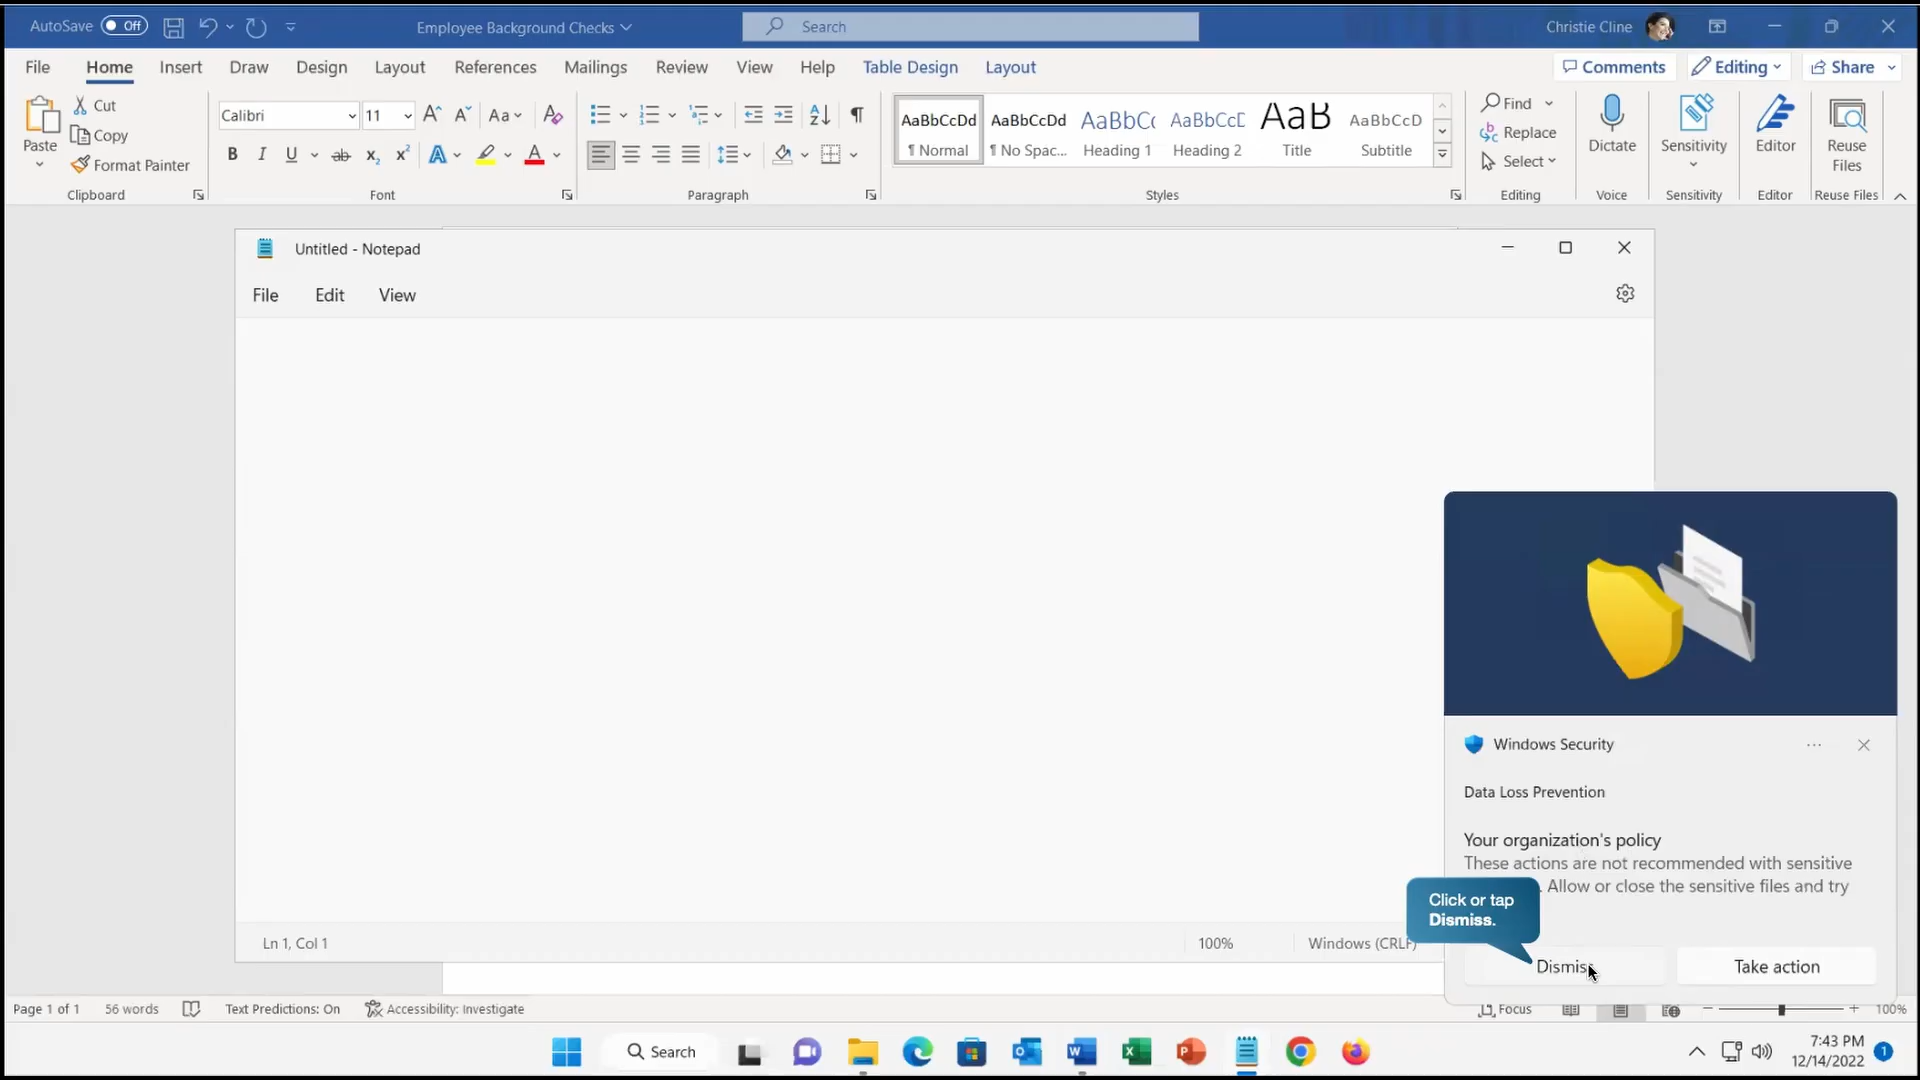 AutoSave Off
Employee Background Checks
Search
Christie Cline
File Home Insert Draw Design Layout References Mailings Review View Help Table Design Layout
Comments Editing Share
Paste
Cut
Copy
Format Painter
Clipboard
Calibri 11
Aa
B I U ab x₂ x² A A
Font
Paragraph
AaBbCcDd AaBbCcDd AaBbC AaBbCc AaB AaBbCcD
¶ Normal ¶ No Spac... Heading 1 Heading 2 Title Subtitle
Styles
Find
Replace
Select
Editing
Dictate
Voice
Sensitivity
Sensitivity
Editor
Editor
Reuse
Files
Reuse Files
Untitled - Notepad
File Edit View
Windows Security
Data Loss Prevention
Your organization's policy
These actions are not recommended with sensitive
. Allow or close the sensitive files and try
Click or tap
Dismiss.
Dismiss
Take action
Ln 1, Col 1
100%
Windows (CRLF)
Page 1 of 1 56 words Text Predictions: On Accessibility: Investigate
Focus
100%
Search
7:43 PM
12/14/2022
1